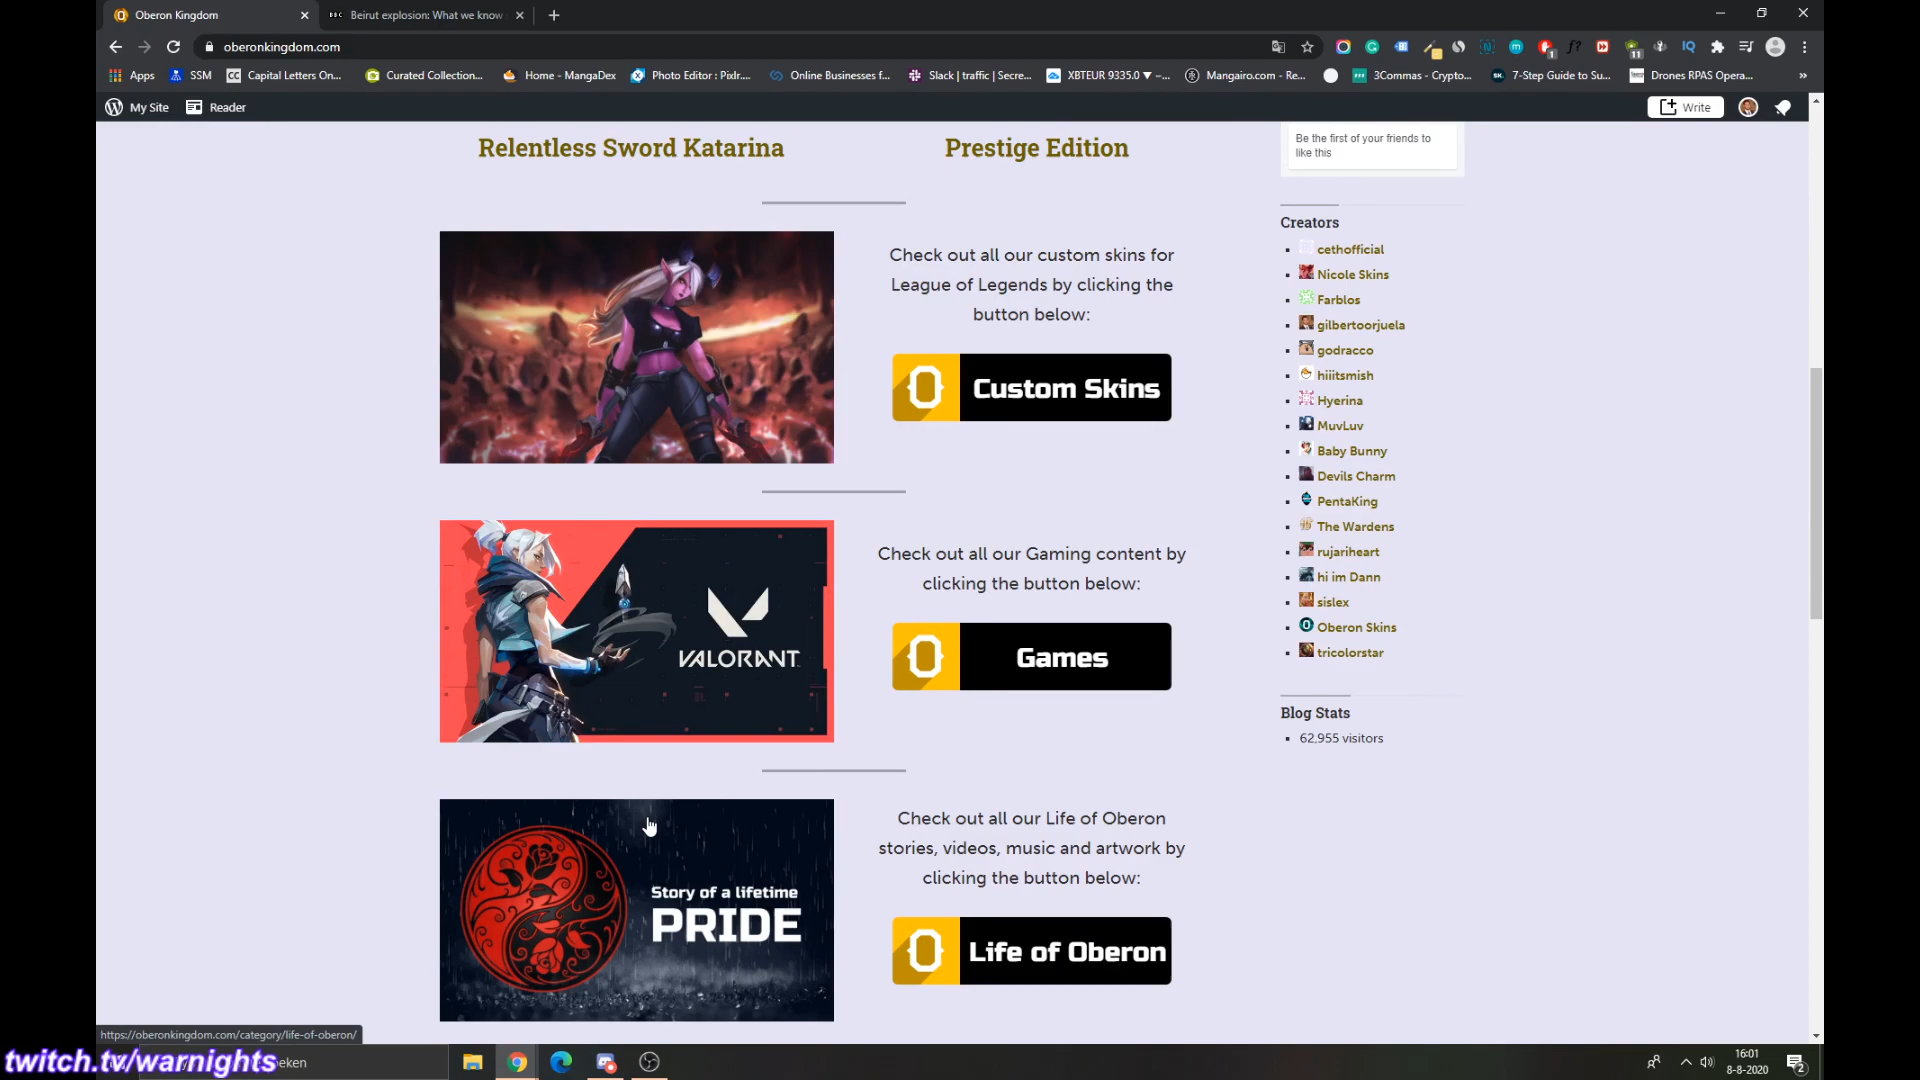 Oberon Kingdom
BBC Beirut explosion: What we know
oberonkingdom.com
11
Apps
SSM
CC Capital Letters On...
Curated Collection...
Home - MangaDex
Photo Editor : Pixlr...
Online Businesses f...
Slack | traffic | Secre...
XBTEUR 9335.0 ▼ –...
Mangairo.com - Re...
3Commas - Crypto...
SK. 7-Step Guide to Su...
Drones RPAS Opera...
My Site
Reader
Write
Relentless Sword Katarina
Prestige Edition
Be the first of your friends to
like this
Check out all our custom skins for
League of Legends by clicking the
button below:
Custom Skins
VALORANT
Check out all our Gaming content by
clicking the button below:
Games
Story of a lifetime
PRIDE
Check out all our Life of Oberon
stories, videos, music and artwork by
clicking the button below:
Life of Oberon
Creators
cethofficial
Nicole Skins
Farblos
gilbertoorjuela
godracco
hiiitsmish
Hyerina
MuvLuv
Baby Bunny
Devils Charm
PentaKing
The Wardens
rujariheart
hi im Dann
sislex
Oberon Skins
tricolorstar
Blog Stats
62,955 visitors
https://oberonkingdom.com/category/life-of-oberon/
twitch.tv/warnights
eken
16:01
8-8-2020
2